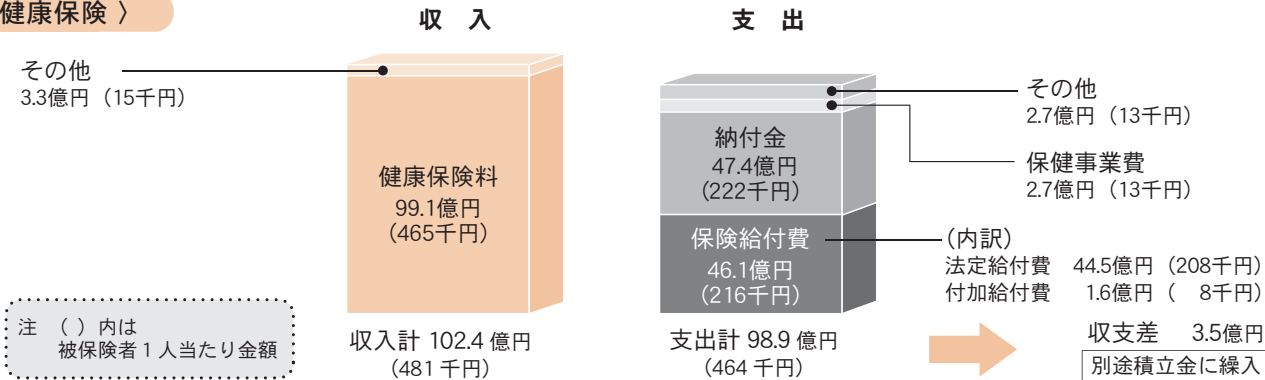 健康保険 〉
収 入
その他
3.3億円（15千円）
健康保険料
99.1億円
(465千円)
収入計 102.4 億円
(481 千円)
注 （ ）内は
被保険者１人当たり金額
支 出
納付金
47.4億円
(222千円)
保険給付費
46.1億円
(216千円)
支出計 98.9 億円
(464 千円)
その他
2.7億円（13千円）
保健事業費
2.7億円（13千円）
(内訳)
法定給付費 44.5億円（208千円）
付加給付費 1.6億円（ 8千円）
収支差 3.5億円
別途積立金に繰入